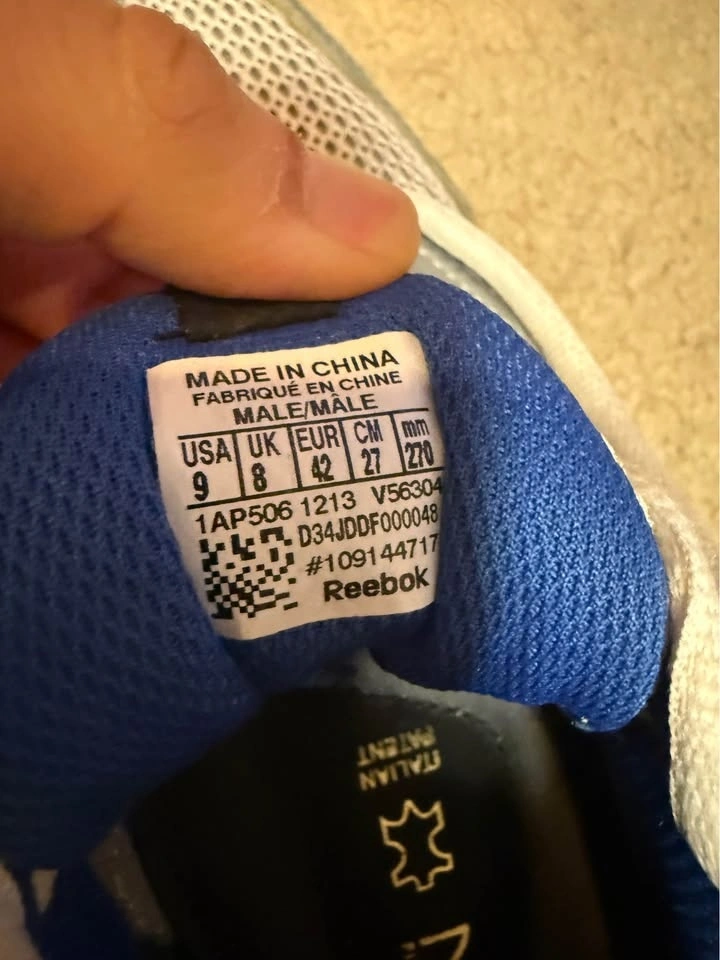 MADE IN CHINA
FABRIQUÉ EN CHINE
MALE/MÂLE
USA UK EUR CM mm
9 8 42 27 270
1AP506 1213 V56304
D34JDDF000048
#109144717
Reebok
ITALIAN
PATENT